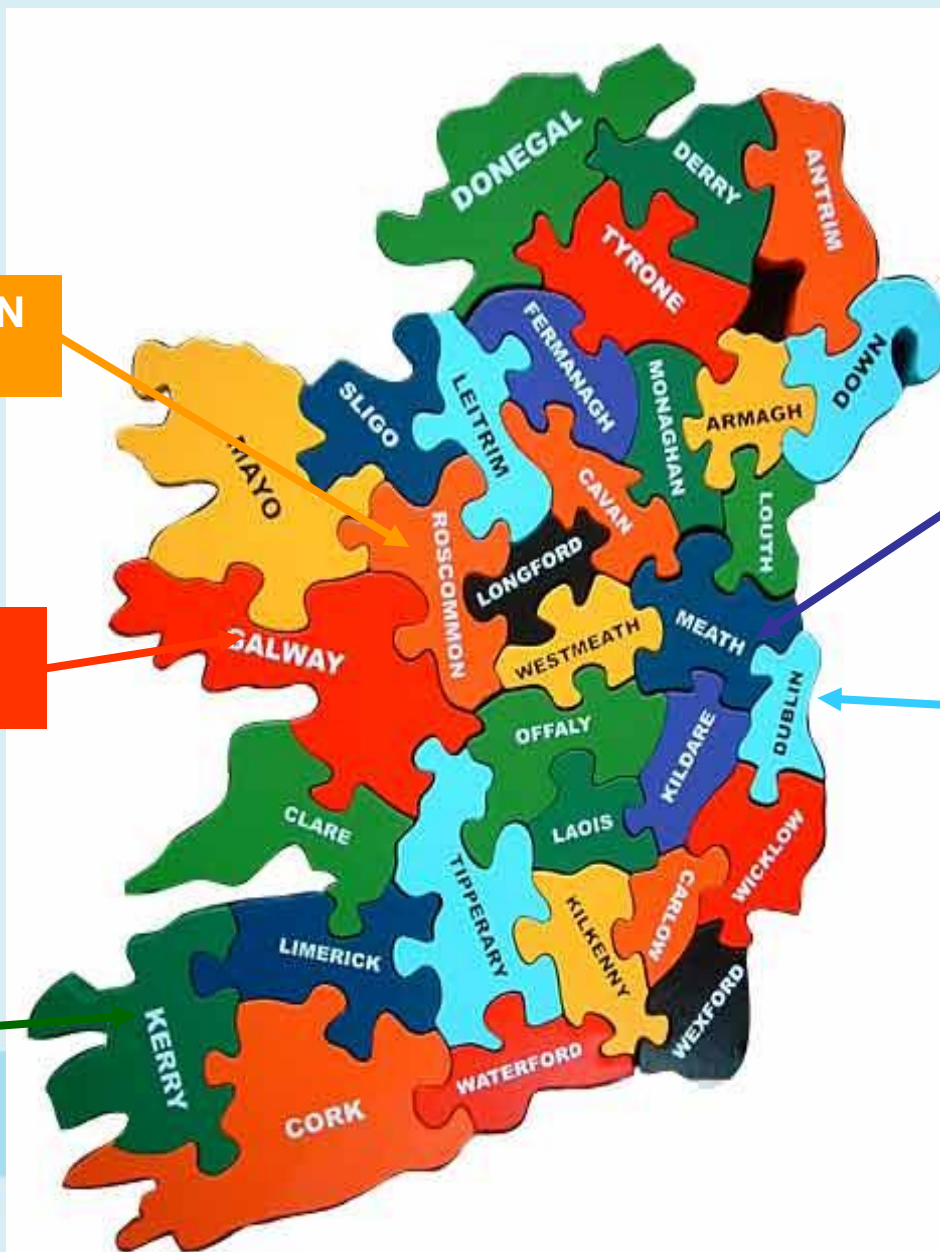 DONEGAL
DERRY
ANTRIM
TYRONE
N
FERMANAGH
DOWN
SLIGO
LEITRIM
MONAGHAN
ARMAGH
MAYO
CAVAN
ROSCOMMON
LONGFORD
LOUTH
MEATH
GALWAY
WESTMEATH
DUBLIN
OFFALY
KILDARE
CLARE
LAOIS
WICKLOW
TIPPERARY
CARLOW
KILKENNY
LIMERICK
WEXFORD
KERRY
WATERFORD
CORK